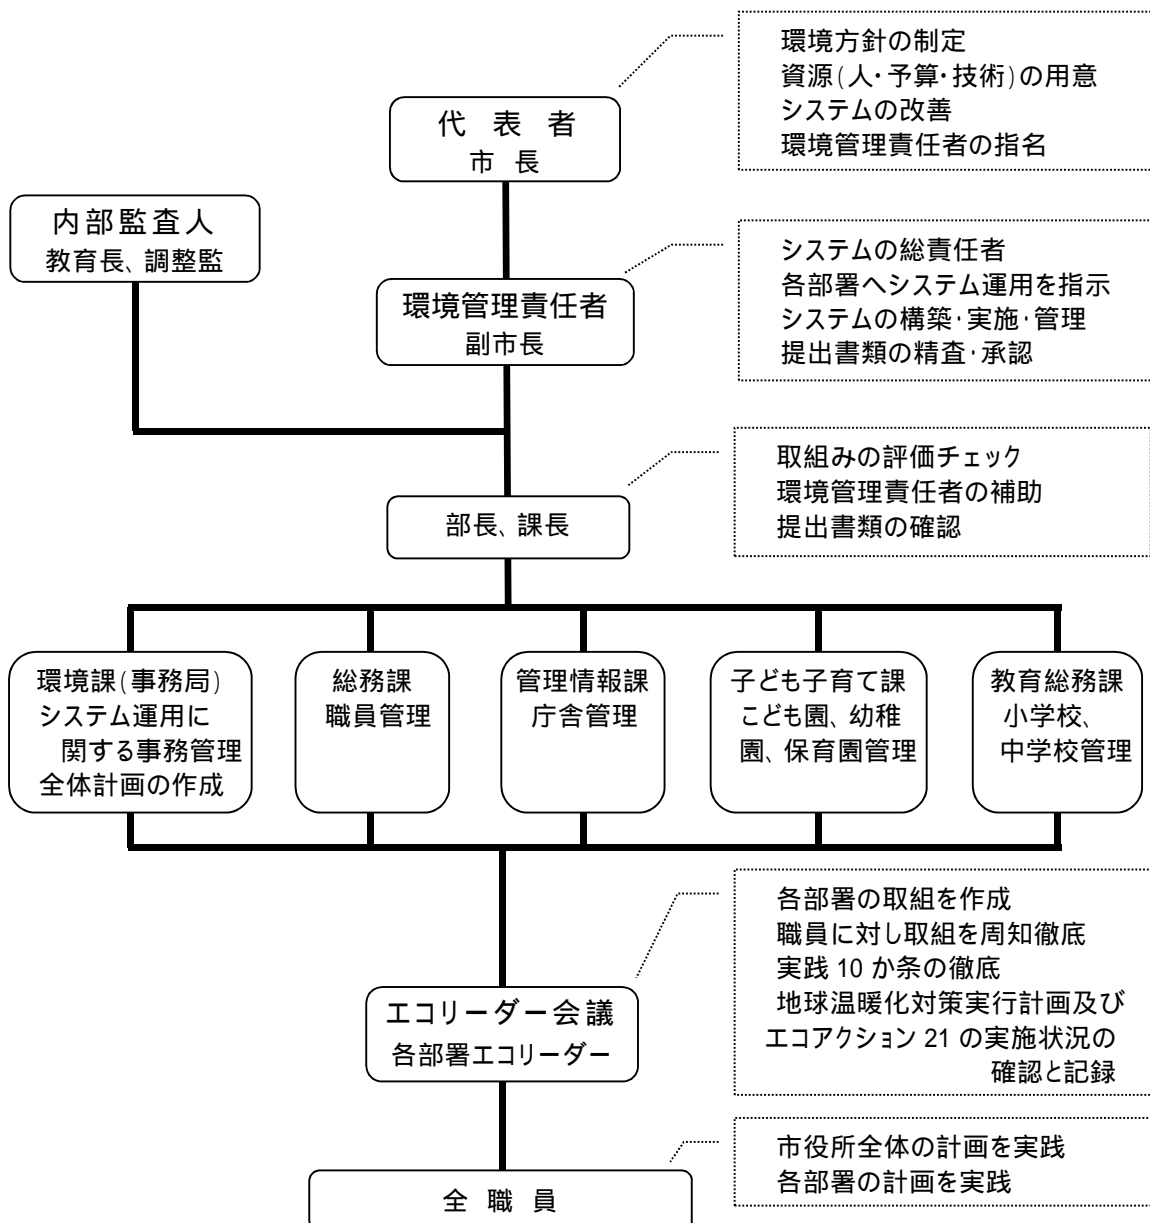 環境方針の制定
資源(人・予算・技術)の用意
システムの改善
環境管理責任者の指名
代 表 者
市 長
内部監査人
教育長、調整監
システムの総責任者
各部署へシステム運用を指示
システムの構築・実施・管理
提出書類の精査・承認
環境管理責任者
副市長
取組みの評価チェック
環境管理責任者の補助
提出書類の確認
部長、課長
環境課(事務局)
システム運用に
関する事務管理
全体計画の作成
総務課
職員管理
管理情報課
庁舎管理
子ども子育て課
こども園、幼稚
園、保育園管理
教育総務課
小学校、
中学校管理
各部署の取組を作成
職員に対し取組を周知徹底
実践 10 か条の徹底
地球温暖化対策実行計画及び
エコアクション 21 の実施状況の
確認と記録
エコリーダー会議
各部署エコリーダー
市役所全体の計画を実践
各部署の計画を実践
全 職 員